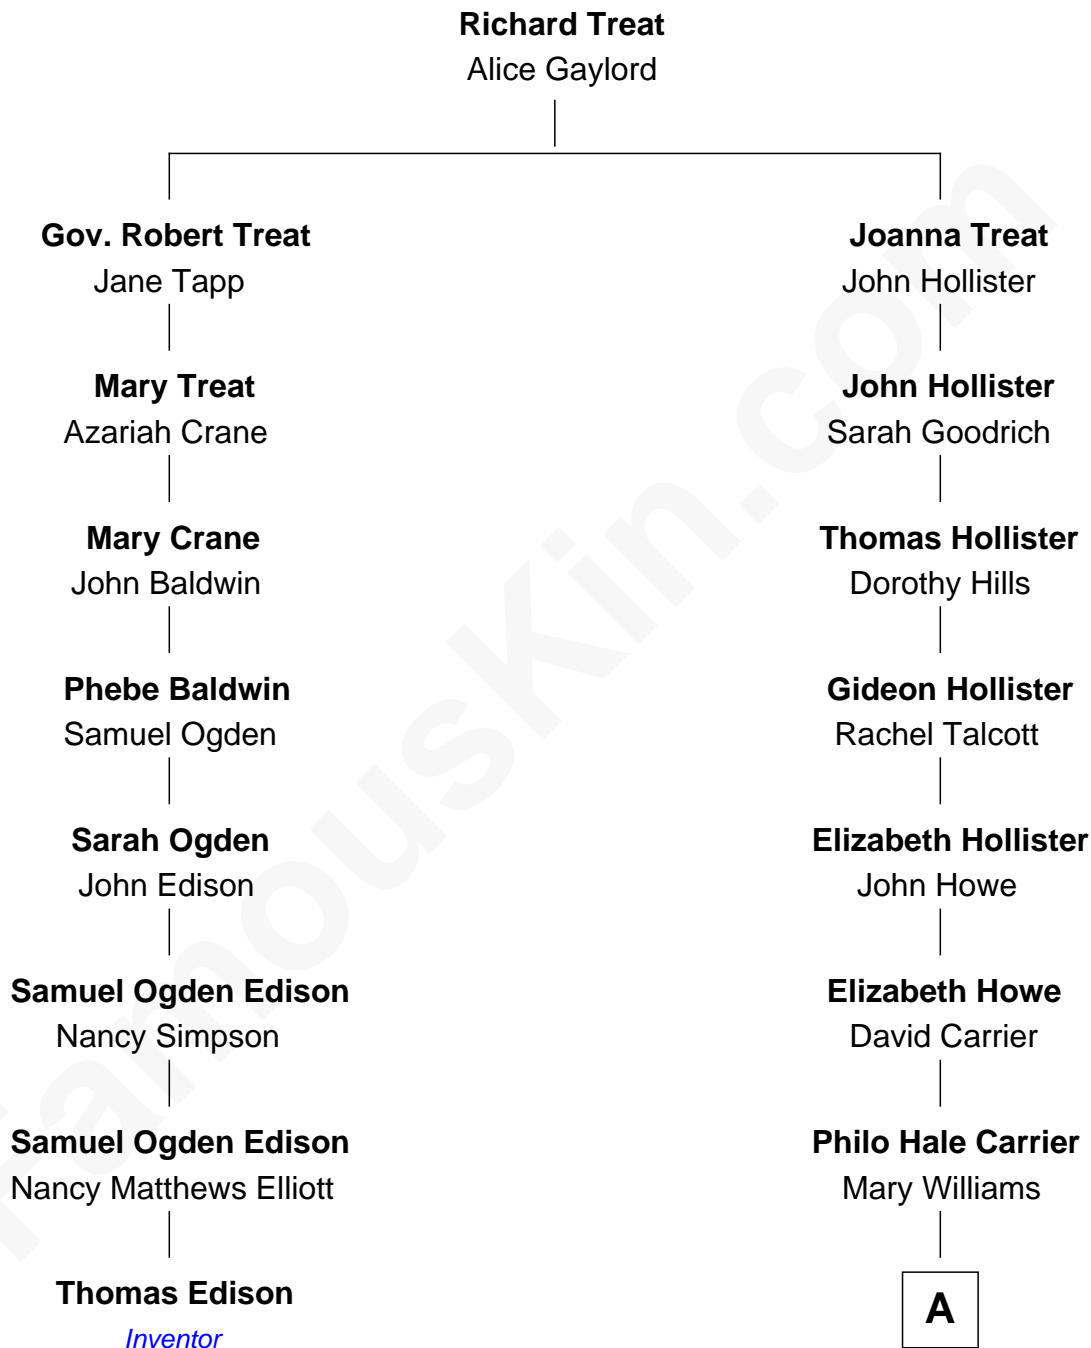 Richard Treat
Alice Gaylord
Gov. Robert Treat
Jane Tapp
Joanna Treat
John Hollister
Mary Treat
Azariah Crane
John Hollister
Sarah Goodrich
Mary Crane
John Baldwin
Thomas Hollister
Dorothy Hills
Phebe Baldwin
Samuel Ogden
Gideon Hollister
Rachel Talcott
Sarah Ogden
John Edison
Elizabeth Hollister
John Howe
Samuel Ogden Edison
Nancy Simpson
Elizabeth Howe
David Carrier
Samuel Ogden Edison
Nancy Matthews Elliott
Philo Hale Carrier
Mary Williams
Thomas Edison
Inventor
A
FamousKin.com